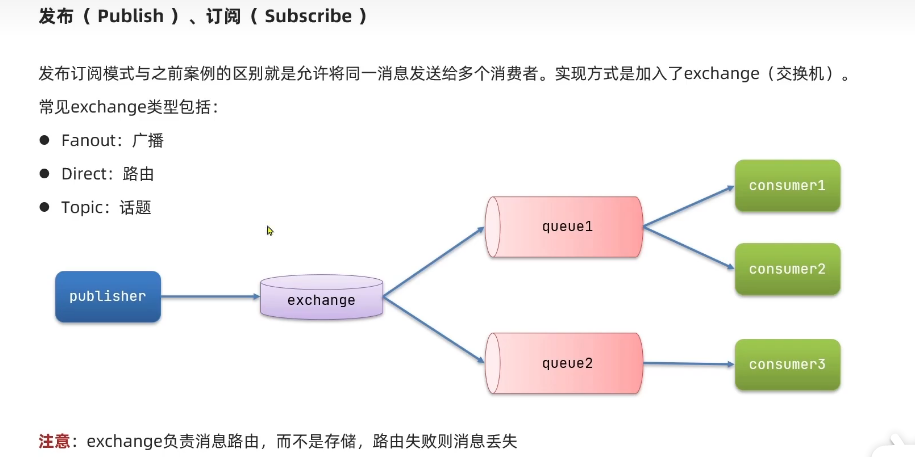 发布（ Publish ）、订阅（ Subscribe ）
发布订阅模式与之前案例的区别就是允许将同一消息发送给多个消费者。实现方式是加入了exchange（交换机）。
常见exchange类型包括：
● Fanout：广播
● Direct：路由
● Topic：话题
publisher
exchange
queue1
queue2
consumer1
consumer2
consumer3
注意：exchange负责消息路由，而不是存储，路由失败则消息丢失